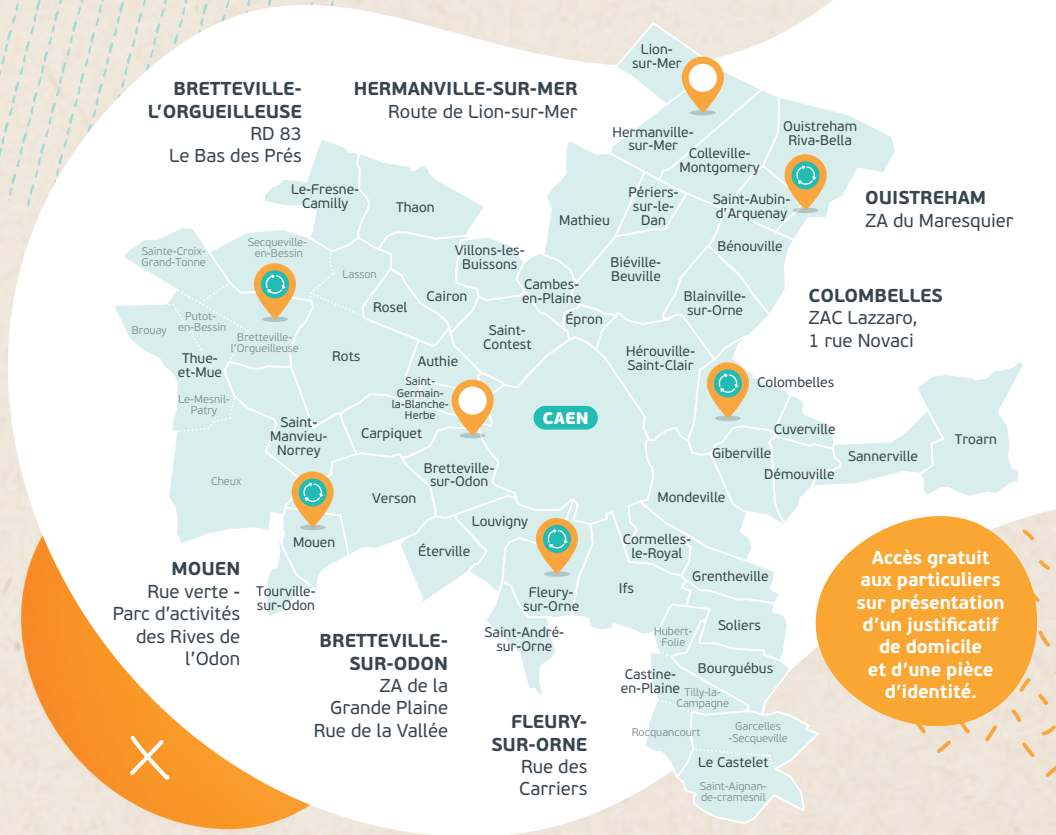 BRETTEVILLE-
L'ORGUEILLEUSE
RD 83
Le Bas des Prés
HERMANVILLE-SUR-MER
Route de Lion-sur-Mer
Lion-
sur-Mer
Hermanville-
sur-Mer
Colleville-
Montgomery
Ouistreham
Riva-Bella
OUISTREHAM
ZA du Maresquier
Le-Fresne-
Camilly
Thaon
Mathieu
Périers-
sur-le-
Dan
Saint-Aubin-
d'Arquenay
Bénouville
Sainte-Croix-
Grand-Tonne
Secqueville-
en-Bessin
Lasson
Villons-les-
Buissons
Cambes-
en-Plaine
Biéville-
Beuville
Blainville-
sur-Orne
COLOMBELLES
ZAC Lazzaro,
1 rue Novaci
Rosel
Cairon
Épron
Brouay
Putot-
en-Bessin
Bretteville-
l'Orgueilleuse
Rots
Saint-
Contest
Authie
Hérouville-
Saint-Clair
Thue-
et-Mue
Le-Mesnil-
Patry
Saint-
Germain-
la-Blanche-
Herbe
Colombelles
CAEN
Saint-
Manvieu-
Norrey
Carpiquet
Cuverville
Giberville
Démouville
Sannerville
Troarn
Cheux
Bretteville-
sur-Odon
Verson
Mondeville
Louvigny
Mouen
Éterville
Cormelles-
le-Royal
Grentheville
MOUEN
Rue verte -
Parc d'activités
des Rives de
l'Odon
Tourville-
sur-Odon
Fleury-
sur-Orne
Ifs
Saint-André-
sur-Orne
Hubert-
Folie
Soliers
Bourguébus
BRETTEVILLE-
SUR-ODON
ZA de la
Grande Plaine
Rue de la Vallée
Castine-
en-Plaine
Tilly-la-
Campagne
FLEURY-
SUR-ORNE
Rue des
Carriers
Rocquancourt
Garcelles
-Secqueville
Le Castelet
Saint-Aignan-
de-cramesnil
Accès gratuit
aux particuliers
sur présentation
d'un justificatif
de domicile
et d'une pièce
d'identité.